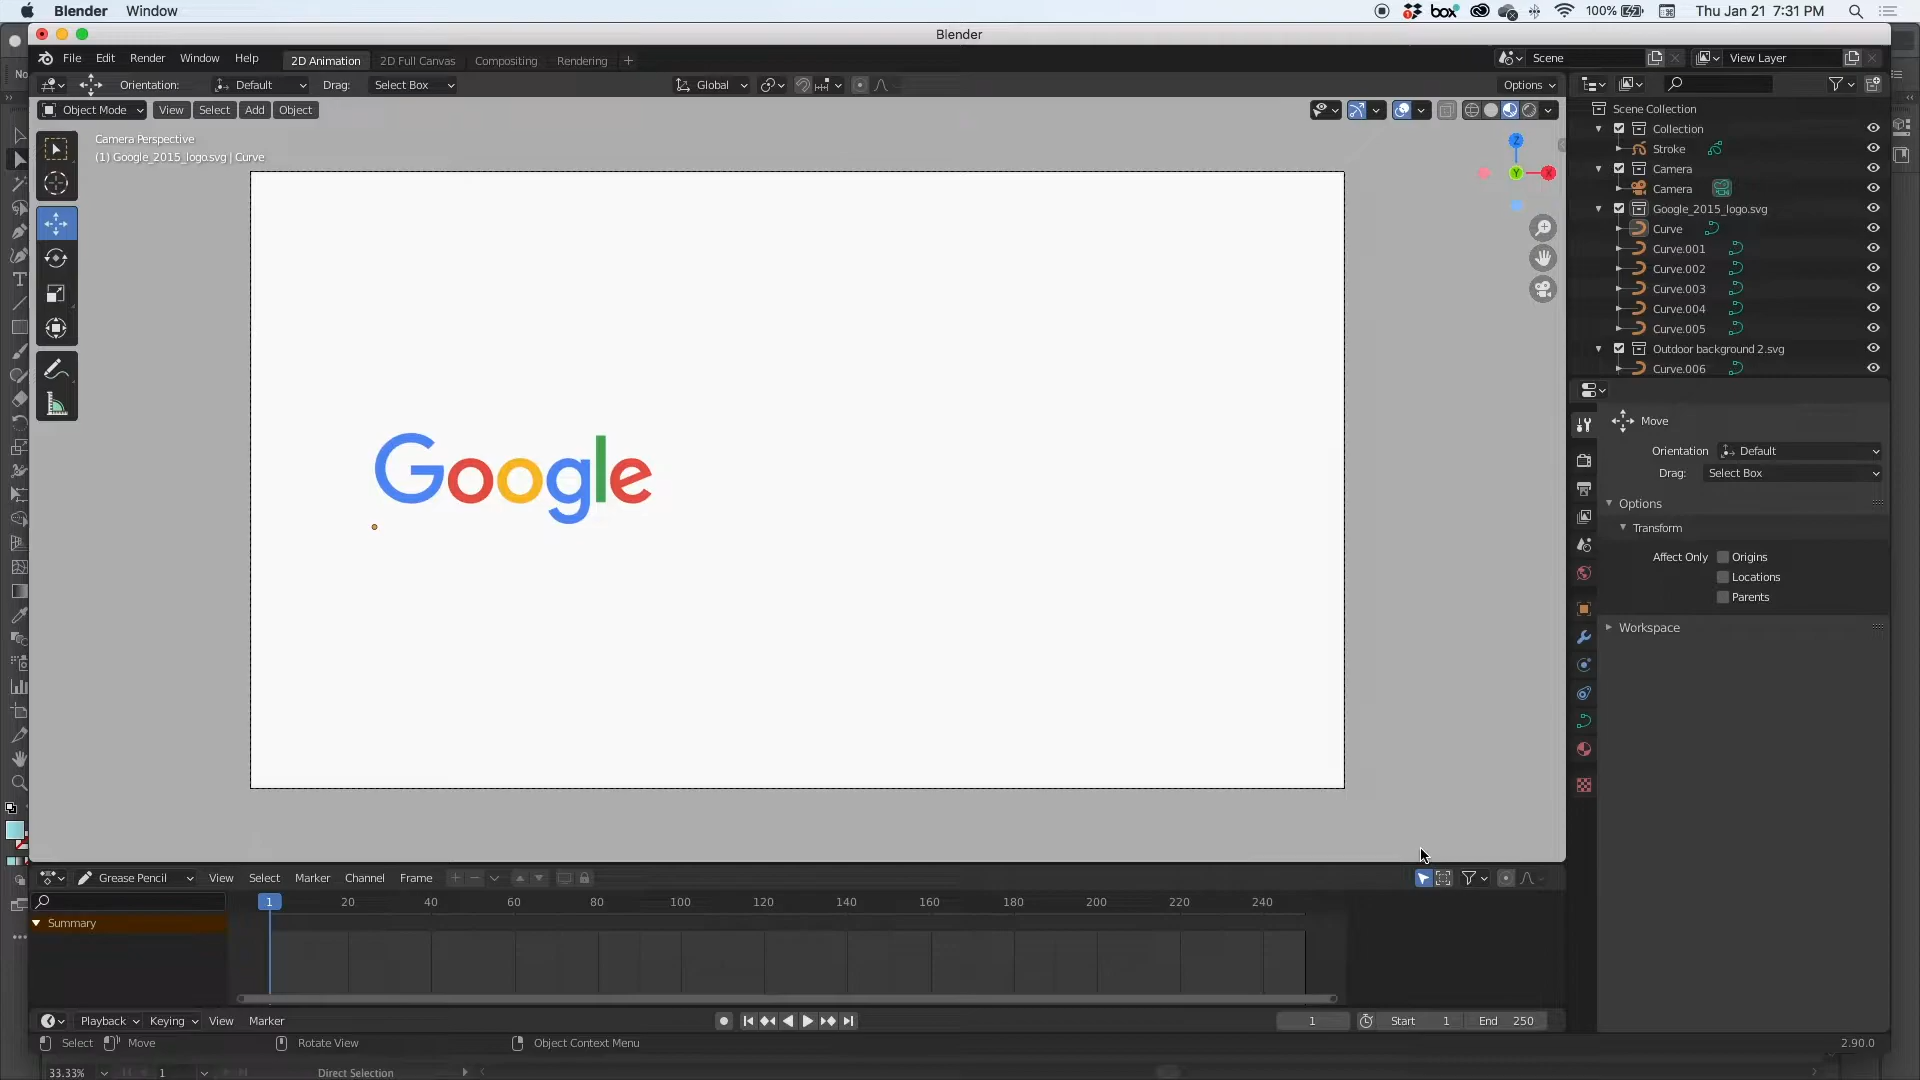 Blender Window
100% Thu Jan 21 7:31 PM
Blender
File Edit Render Window Help 2D Animation 2D Full Canvas Compositing Rendering + Scene View Layer
Orientation: Default Drag: Select Box Global Options
Object Mode View Select Add Object
Camera Perspective
(1) Google_2015_logo.svg | Curve
Z
Y X
Google
Scene Collection
Collection
Stroke
Camera
Camera
Google_2015_logo.svg
Curve
Curve.001
Curve.002
Curve.003
Curve.004
Curve.005
Outdoor background 2.svg
Curve.006
Move
Orientation Default
Drag: Select Box
Options
Transform
Affect Only Origins
Locations
Parents
Workspace
Grease Pencil View Select Marker Channel Frame
1 20 40 60 80 100 120 140 160 180 200 220 240
Summary
Playback Keying View Marker 1 Start 1 End 250
Select Move Rotate View Object Context Menu 2.90.0
33.33% 1 Direct Selection